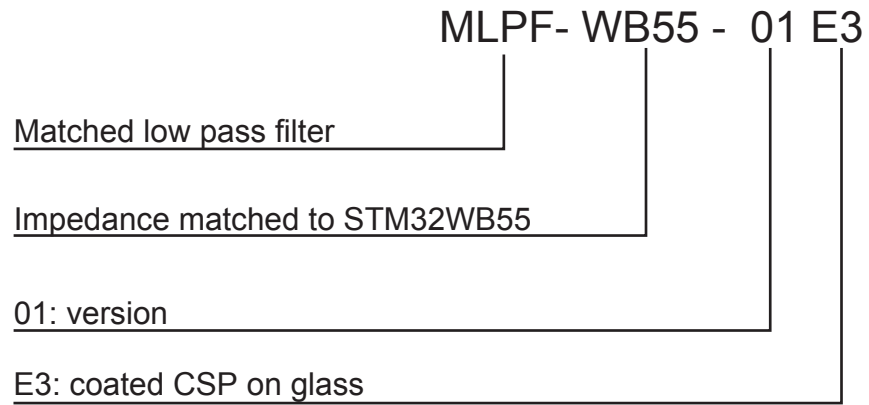 MLPF- WB55 - 01 E3
Matched low pass filter
Impedance matched to STM32WB55
01: version
E3: coated CSP on glass